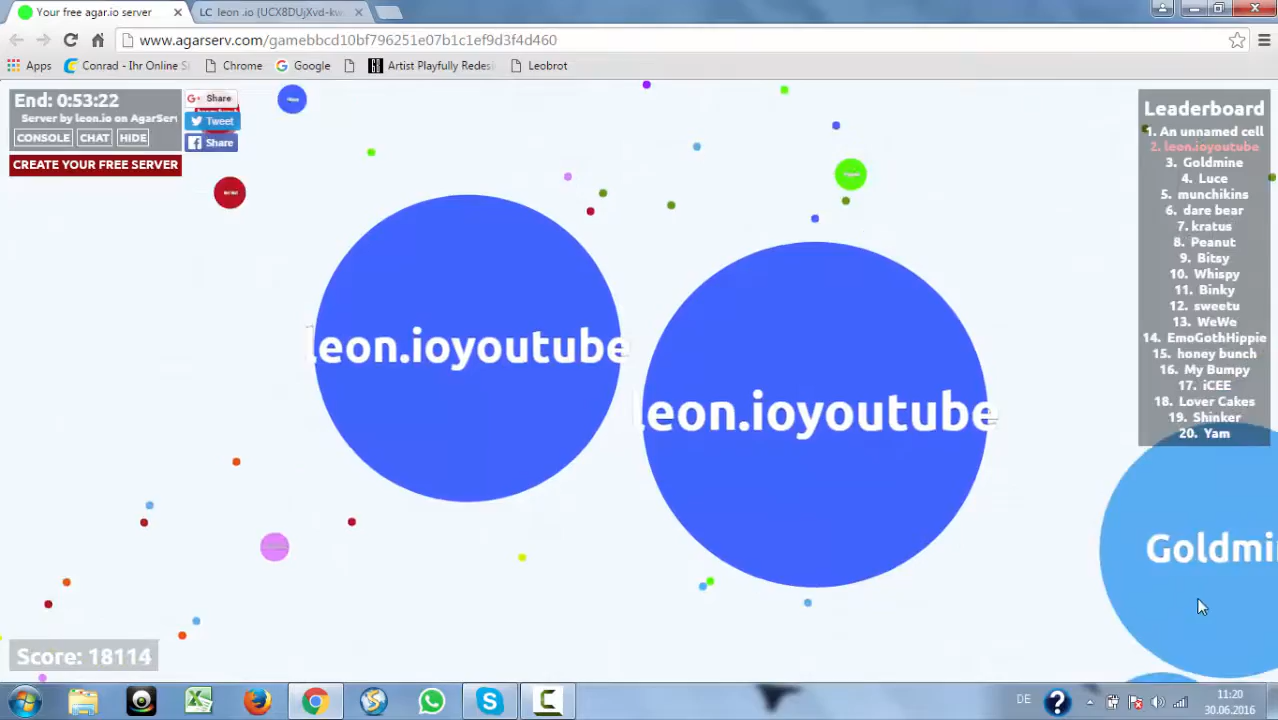 Your free agar.io server
LC leon .io (UCX8DUjXvd-kw
www.agarserv.com/gamebbcd10bf796251e07b1c1ef9d3f4d460
Apps
Conrad - Ihr Online S
Chrome
Google
Artist Playfully Redes
Leobrot
End: 0:53:22
Server by leon.io on AgarServ
CONSOLE CHAT HIDE
CREATE YOUR FREE SERVER
G+ Share
Tweet
Share
Leaderboard
1. An unnamed cell
2. leon.ioyoutube
3. Goldmine
4. Luce
5. munchikins
6. dare bear
7. kratus
8. Peanut
9. Bitsy
10. Whispy
11. Binky
12. sweetu
13. WeWe
14. EmoGothHippie
15. honey bunch
16. My Bumpy
17. iCEE
18. Lover Cakes
19. Shinker
20. Yam
leon.ioyoutube
leon.ioyoutube
Goldmi
Score: 18114
DE
11:20
30.06.2016